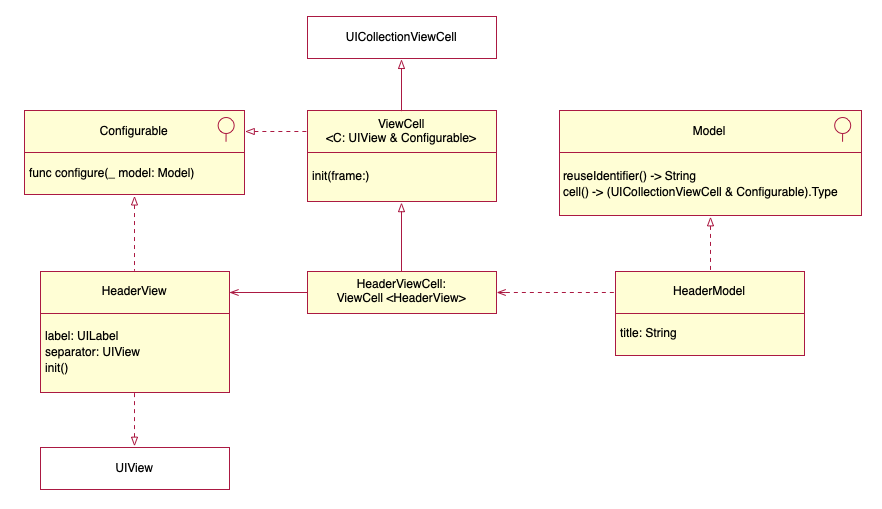 UICollectionViewCell
Configurable
func configure(_ model: Model)
ViewCell
<C: UIView & Configurable>
init(frame:)
Model
reuseIdentifier() -> String
cell() -> (UICollectionViewCell & Configurable).Type
HeaderView
label: UILabel
separator: UIView
init()
HeaderViewCell:
ViewCell <HeaderView>
HeaderModel
title: String
UIView